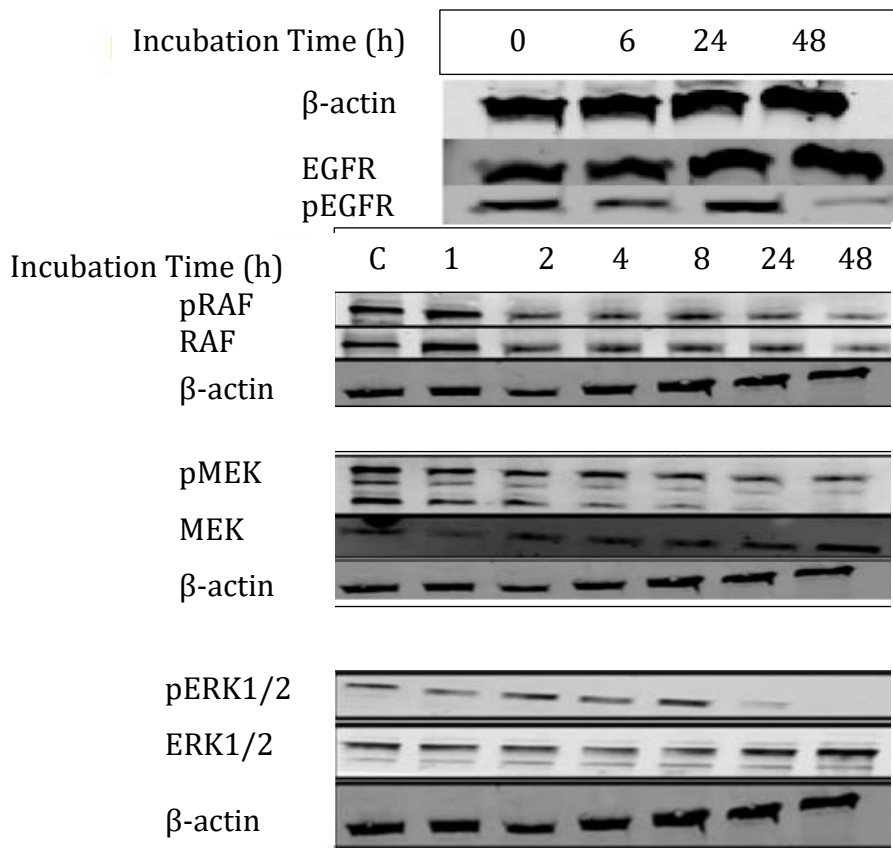 Incubation Time (h) 0 6 24 48
β-actin
EGFR
pEGFR
Incubation Time (h) C 1 2 4 8 24 48
pRAF
RAF
β-actin
pMEK
MEK
β-actin
pERK1/2
ERK1/2
β-actin